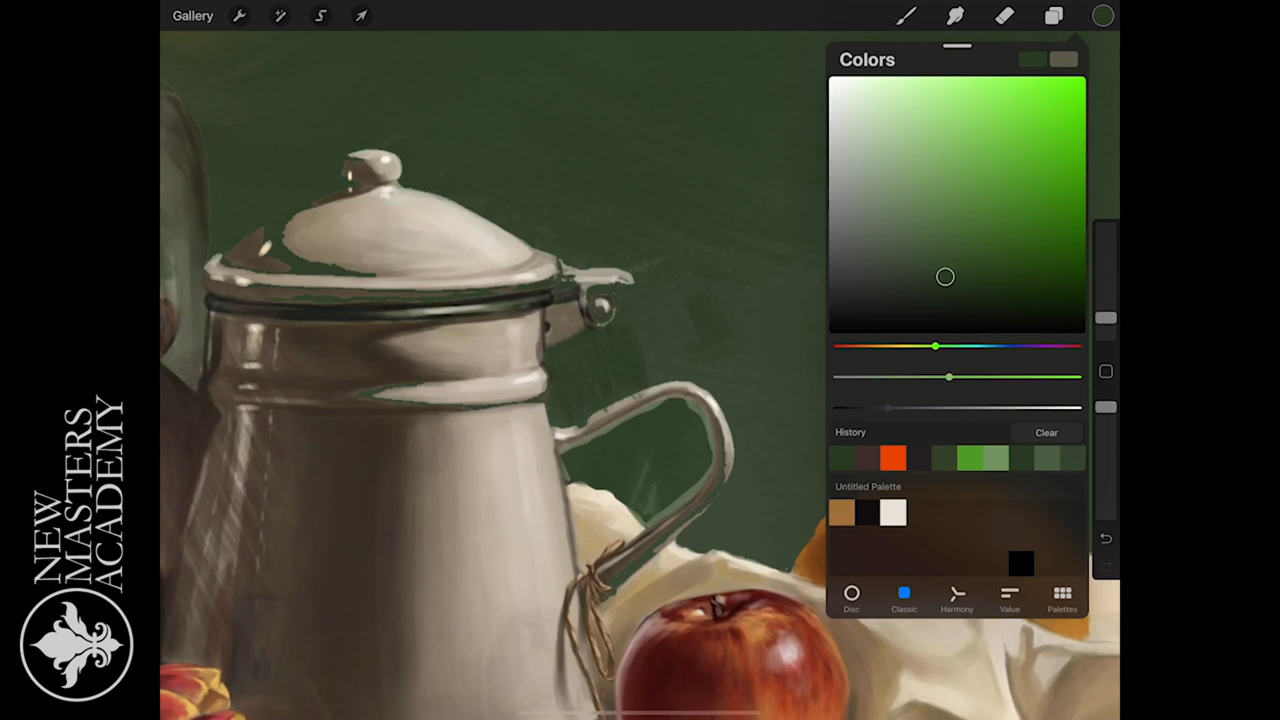 Gallery
Colors
History
Clear
Untitled Palette
Disc
Classic
Harmony
Value
Palettes
NEW
MASTERS
ACADEMY